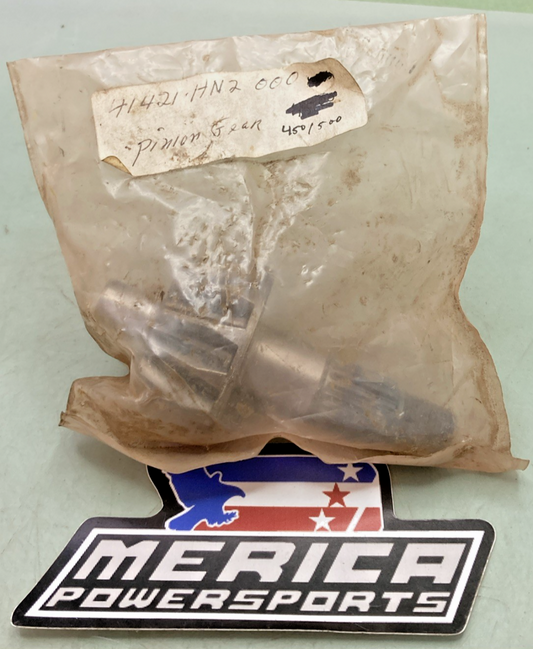 41421-HN2 000
Pinion Gear 450/500
MERICA
POWERSPORTS